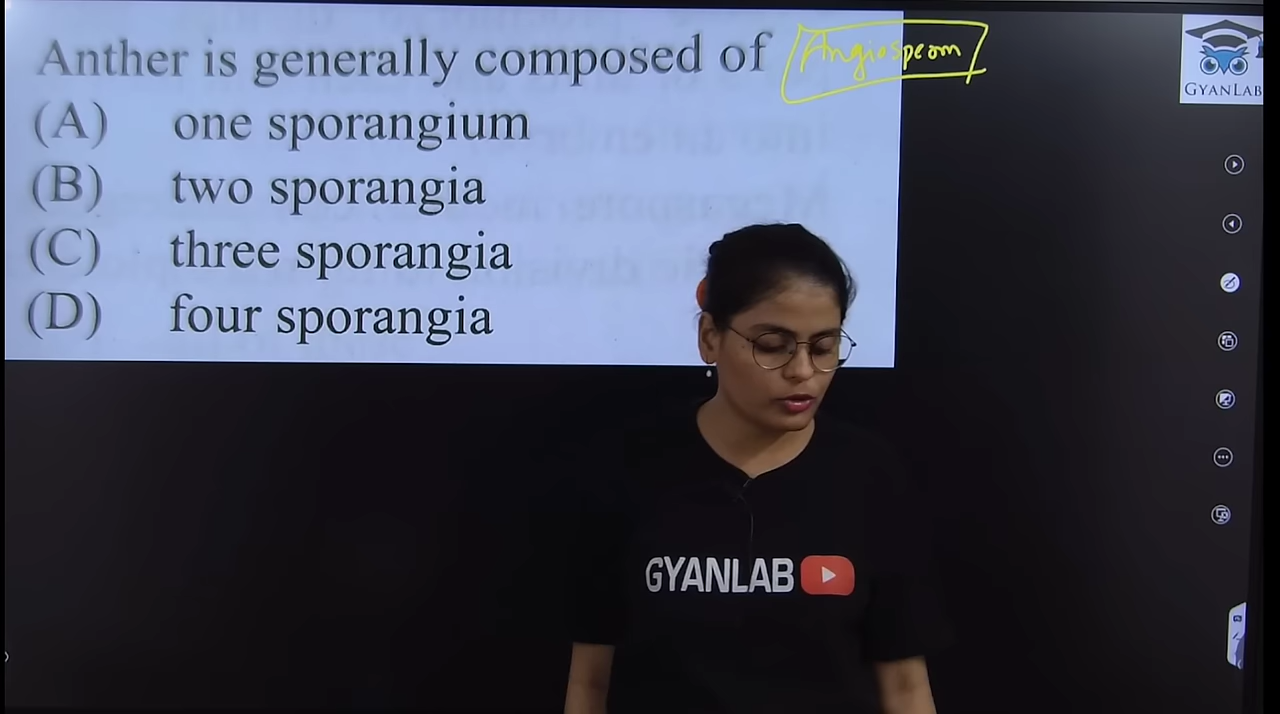 Anther is generally composed of Angiosperm
(A) one sporangium
(B) two sporangia
(C) three sporangia
(D) four sporangia
GYANLAB
GYANLAB